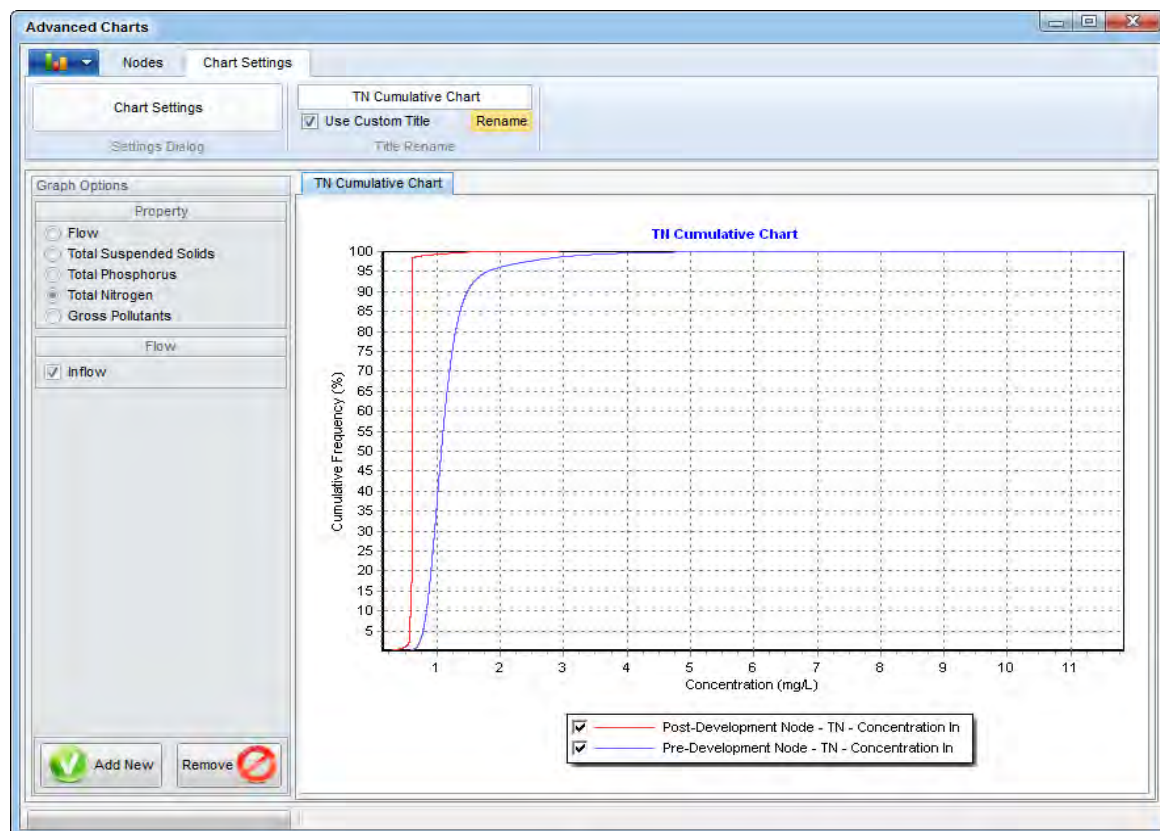 Advanced Charts
Nodes
Chart Settings
Chart Settings
Settings Dialog
TN Cumulative Chart
Use Custom Title
Rename
Title Rename
Graph Options
Property
Flow
Total Suspended Solids
Total Phosphorus
Total Nitrogen
Gross Pollutants
Flow
Inflow
Add New
Remove
TN Cumulative Chart
TN Cumulative Chart
Cumulative Frequency (%)
100
95
90
85
80
75
70
65
60
55
50
45
40
35
30
25
20
15
10
5
1 2 3 4 5 6 7 8 9 10 11
Concentration (mg/L)
Post-Development Node - TN - Concentration In
Pre-Development Node - TN - Concentration In